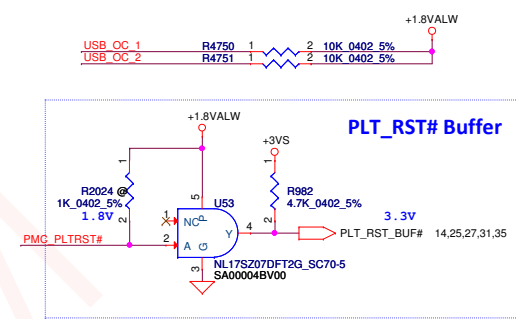 +1.8VALW
USB_OC_1 R4750 1 2 10K_0402_5%
USB_OC_2 R4751 1 2 10K_0402_5%
PLT_RST# Buffer
+1.8VALW
+3VS
1
1
R2024 @
1K_0402_5%
1.8V
2
5
U53
R982
4.7K_0402_5%
2
3.3V
1 NC P
PMC_PLTRST# 2 A G Y 4 PLT_RST_BUF# 14,25,27,31,35
3
NL17SZ07DFT2G_SC70-5
SA00004BV00